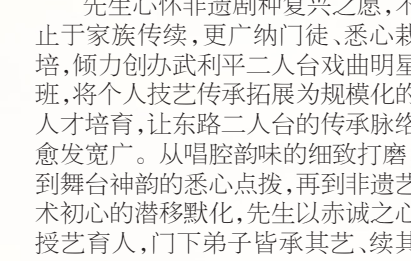 先生心怀非遗剧种复兴之愿,不
止于家族传续,更广纳门徒、悉心栽
培,倾力创办武利平二人台戏曲明星
班,将个人技艺传承拓展为规模化的
人才培育,让东路二人台的传承脉络
愈发宽广。从唱腔韵味的细致打磨
到舞台神韵的悉心点拨,再到非遗艺
术初心的潜移默化,先生以赤诚之心
授艺育人,门下弟子皆承其艺、续其